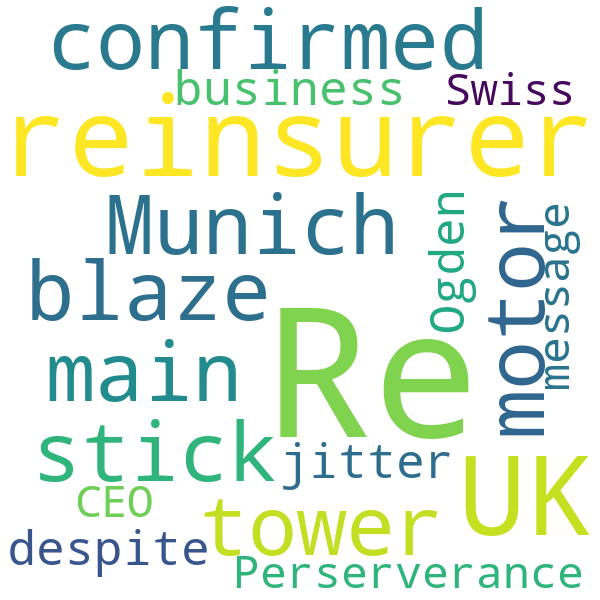 confirmed
business
Swiss
reinsurer
Munich
Ogden
motor
message
blaze
main
Re
stick
jitter
UK
CEO
tower
despite
Perserverance